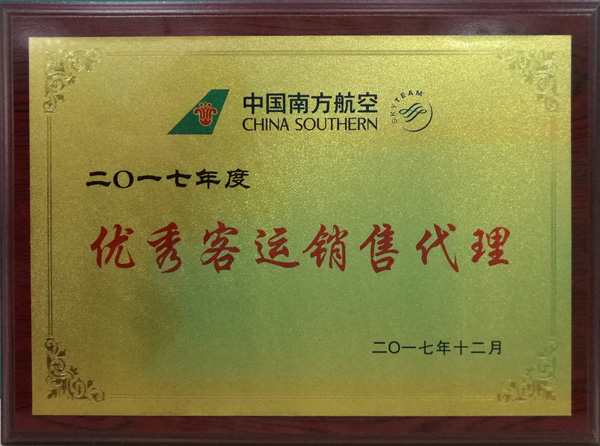 中国南方航空
CHINA SOUTHERN
SKYTEAM
二〇一七年度
优秀客运销售代理
二〇一七年十二月